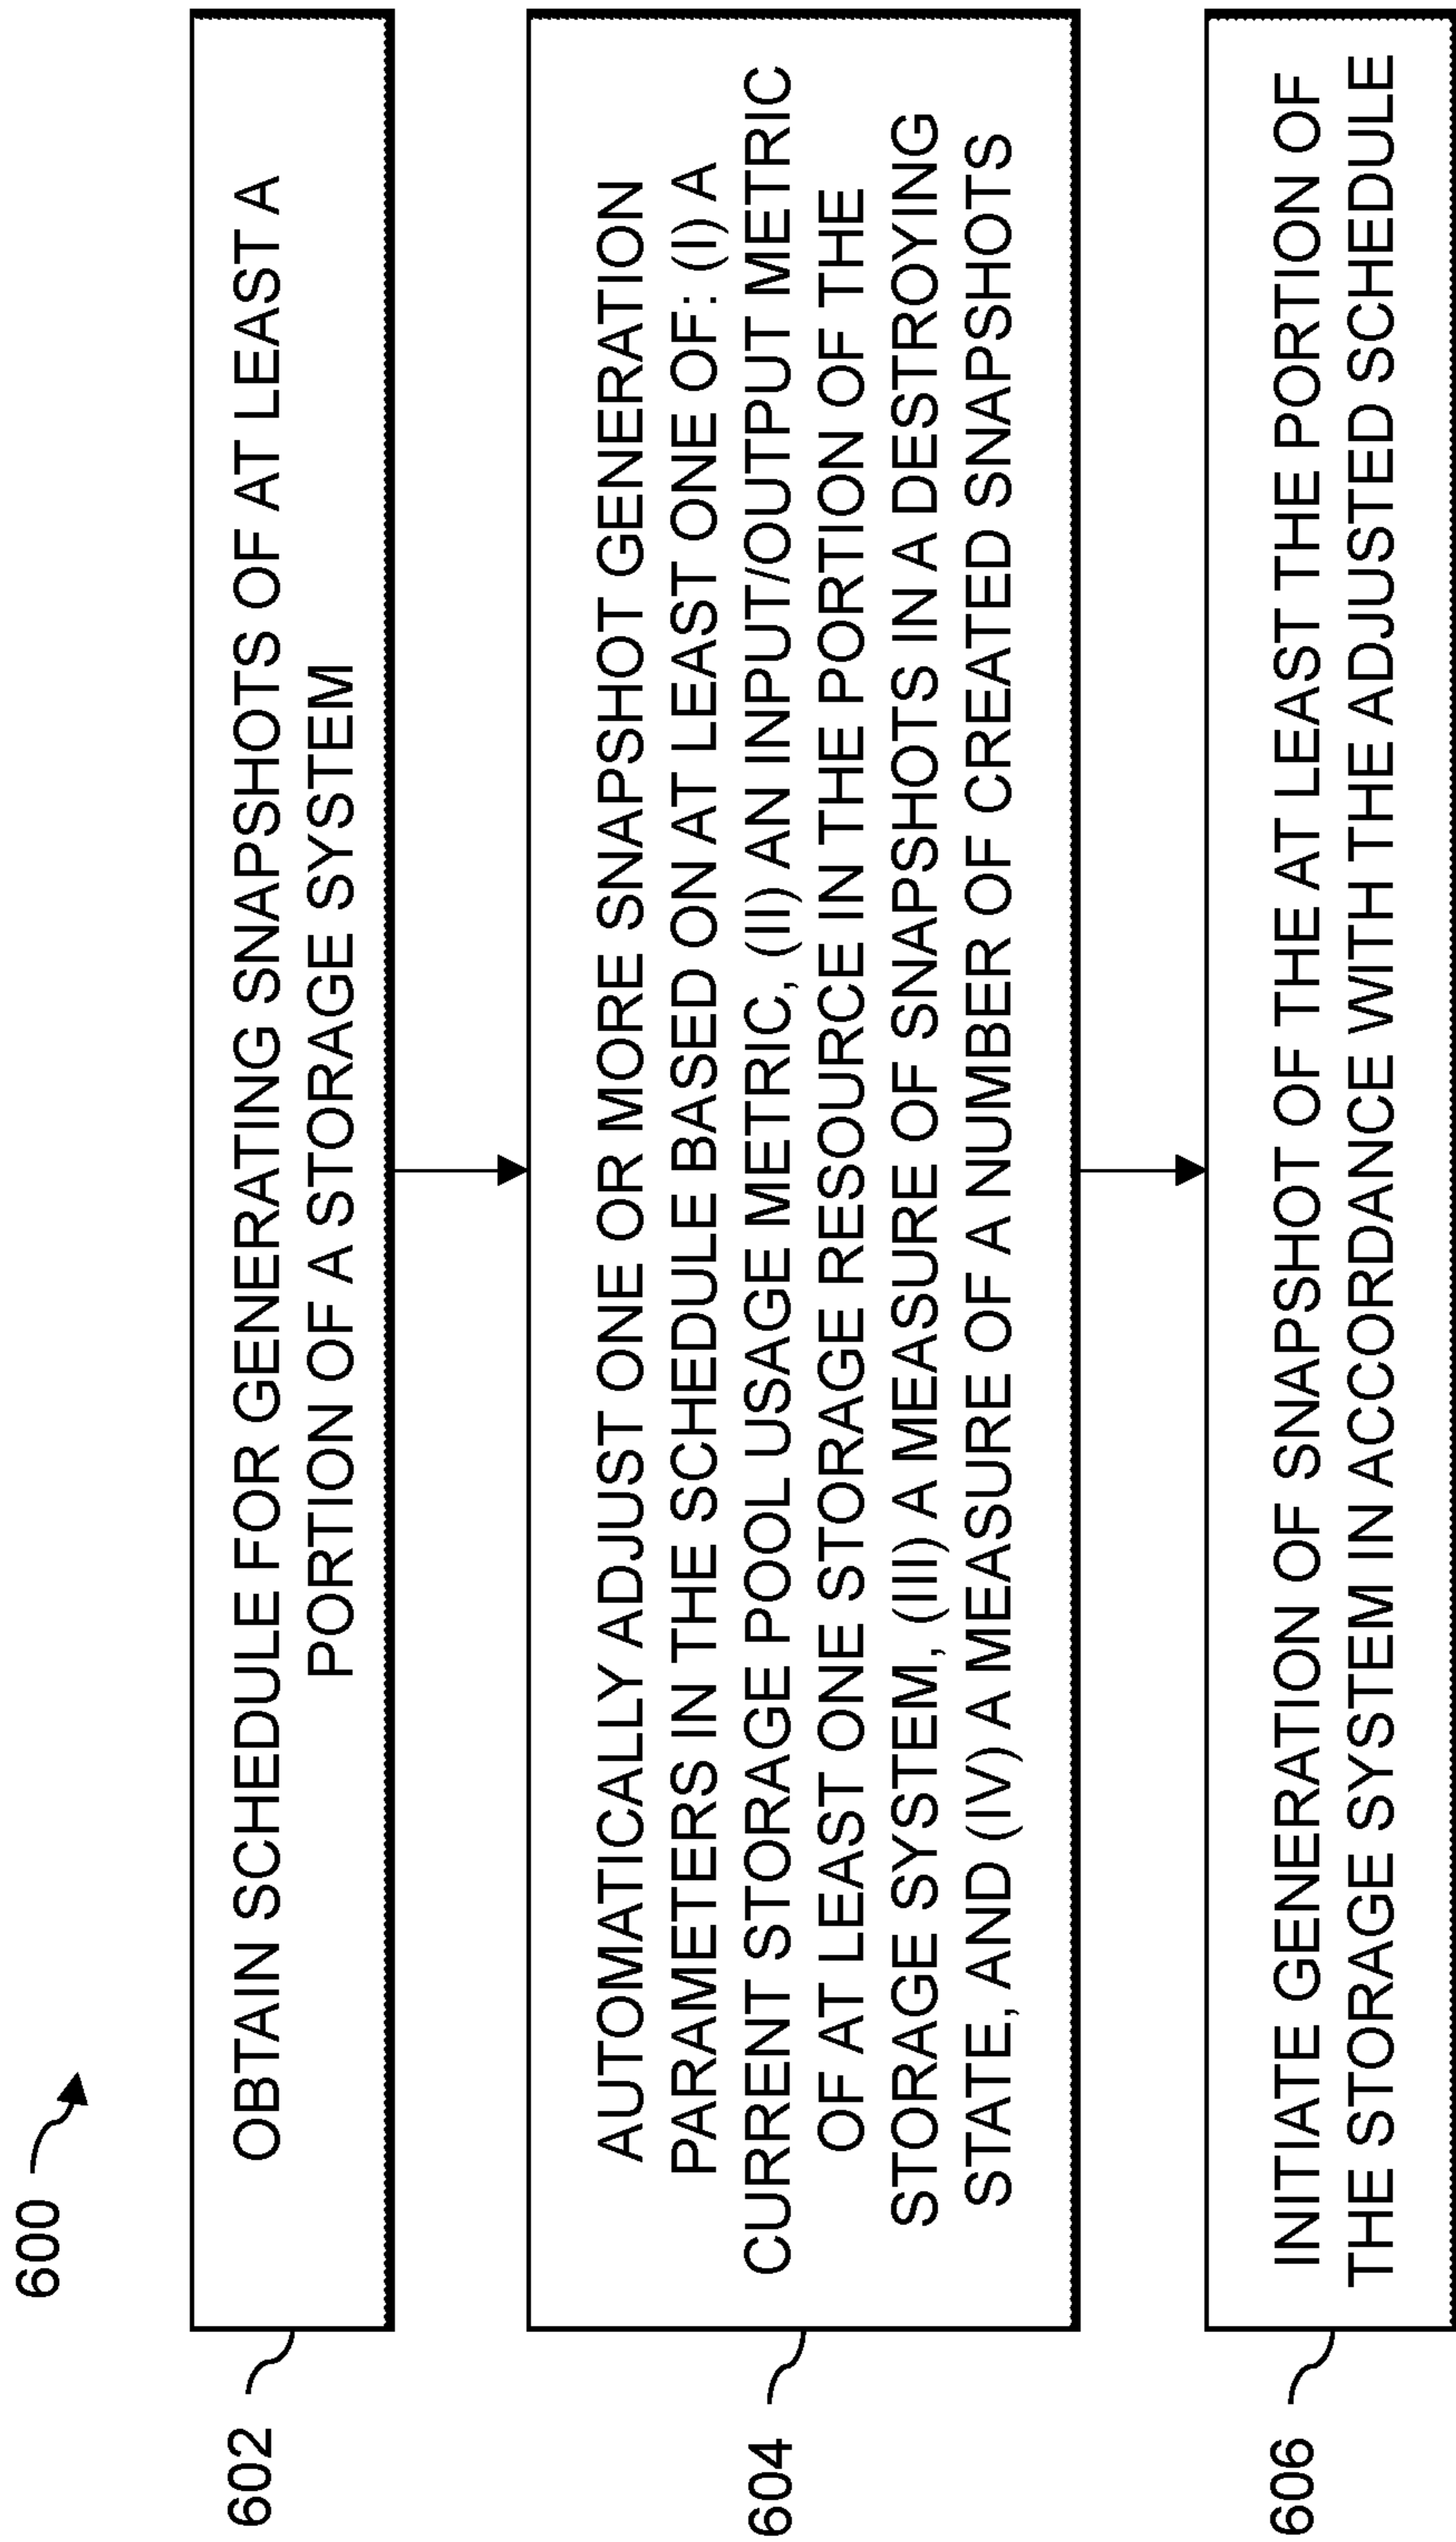 600
602
OBTAIN SCHEDULE FOR GENERATING SNAPSHOTS OF AT LEAST A
PORTION OF A STORAGE SYSTEM
604
AUTOMATICALLY ADJUST ONE OR MORE SNAPSHOT GENERATION
PARAMETERS IN THE SCHEDULE BASED ON AT LEAST ONE OF: (I) A
CURRENT STORAGE POOL USAGE METRIC, (II) AN INPUT/OUTPUT METRIC
OF AT LEAST ONE STORAGE RESOURCE IN THE PORTION OF THE
STORAGE SYSTEM, (III) A MEASURE OF SNAPSHOTS IN A DESTROYING
STATE, AND (IV) A MEASURE OF A NUMBER OF CREATED SNAPSHOTS
606
INITIATE GENERATION OF SNAPSHOT OF THE AT LEAST THE PORTION OF
THE STORAGE SYSTEM IN ACCORDANCE WITH THE ADJUSTED SCHEDULE